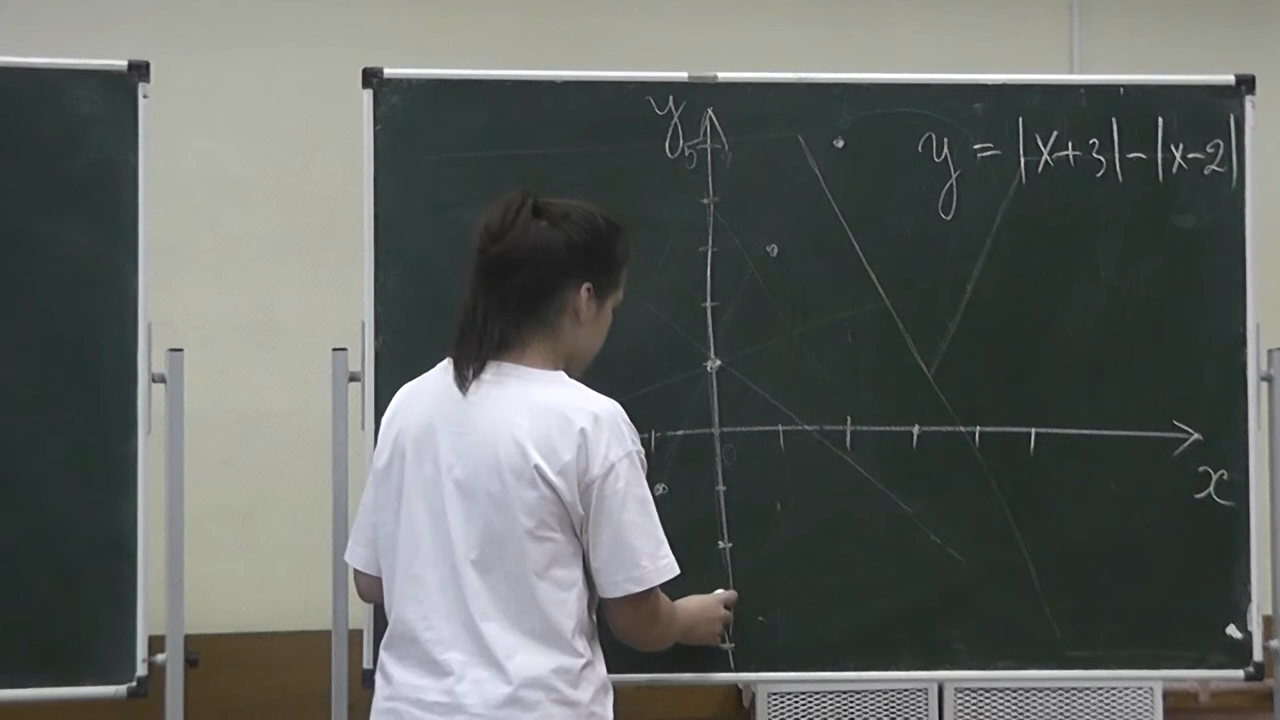 y
5
y = |x+3|-|x-2|
x